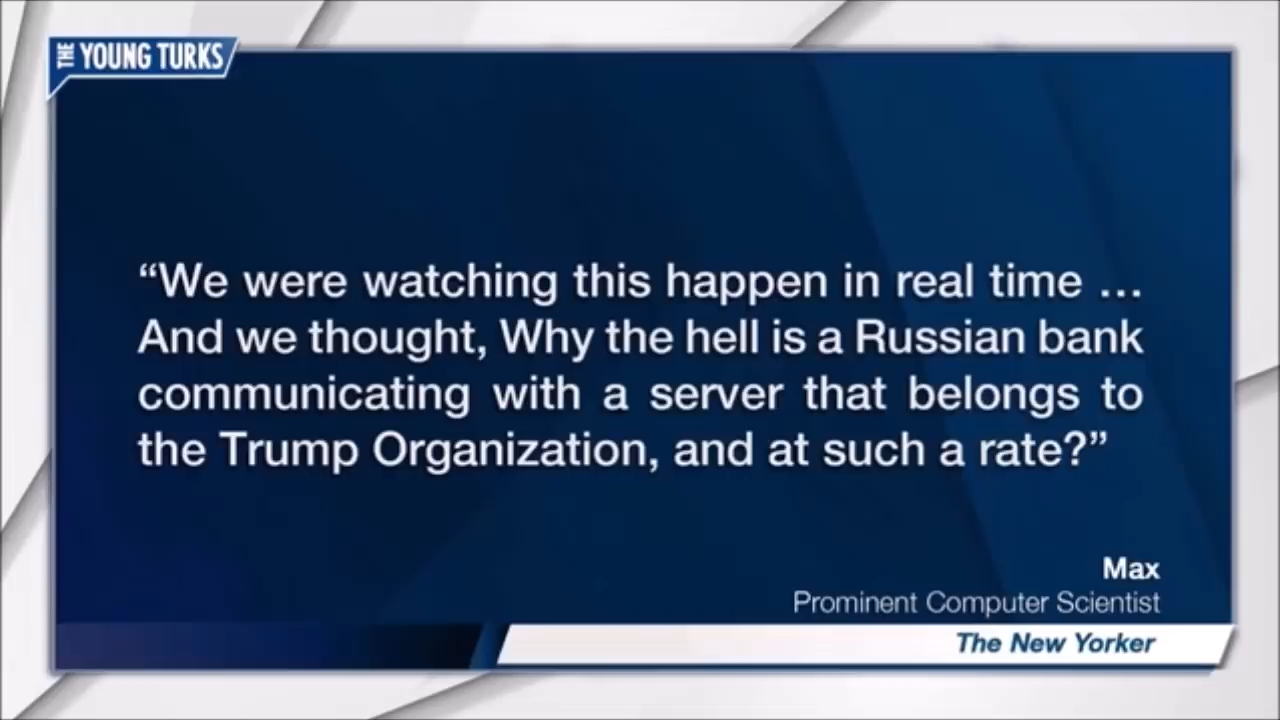 THE YOUNG TURKS
“We were watching this happen in real time …
And we thought, Why the hell is a Russian bank
communicating with a server that belongs to
the Trump Organization, and at such a rate?”
Max
Prominent Computer Scientist
The New Yorker